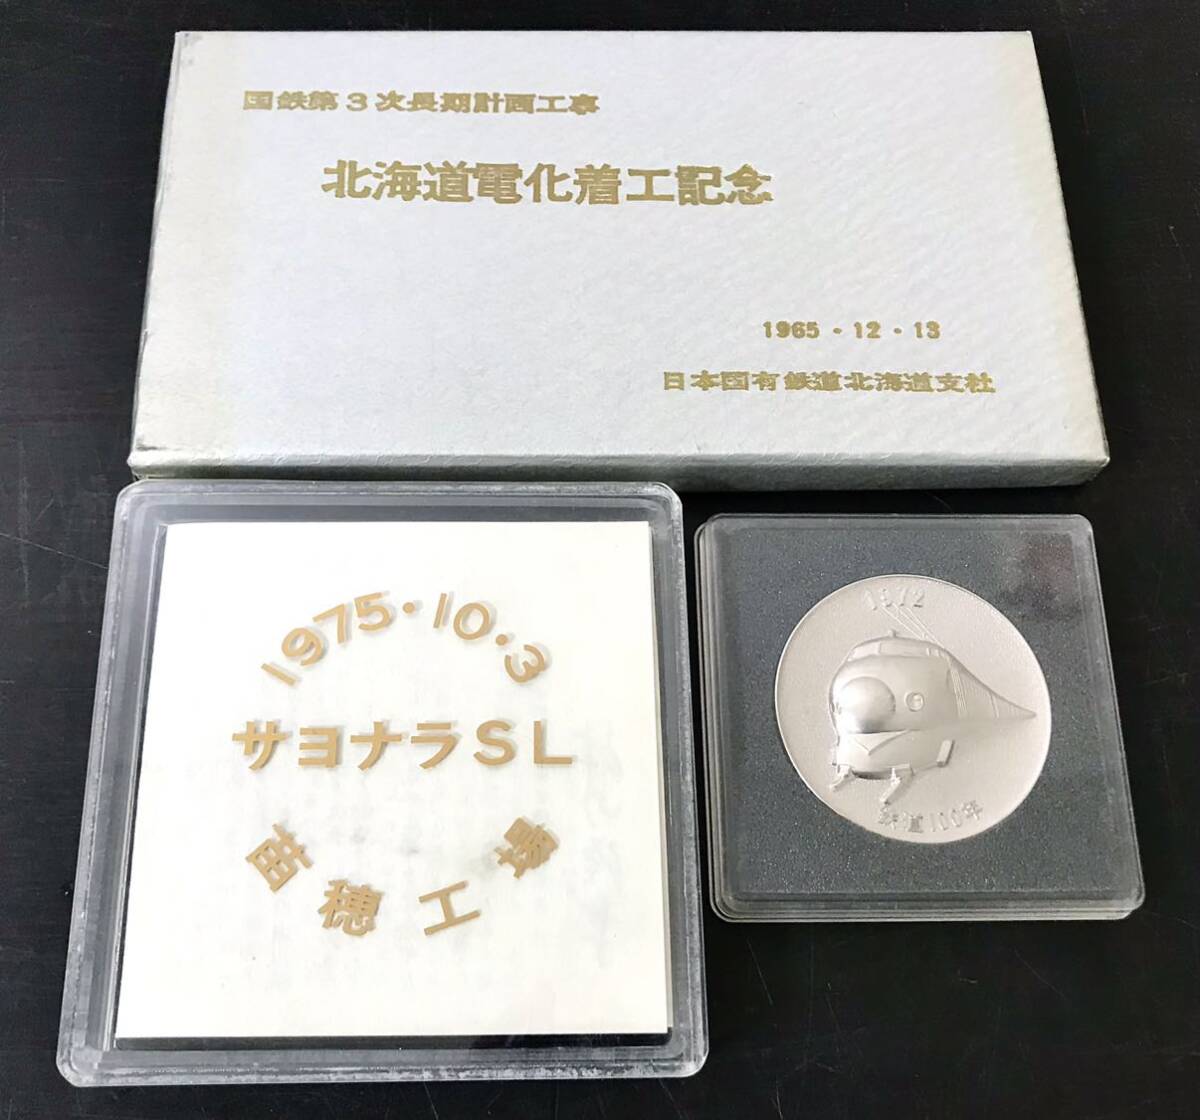 国鉄第3次長期計画工事
北海道電化着工記念
1965・12・13
日本国有鉄道北海道支社
1975・10・3
サヨナラSL
苗穂工場
1972
鉄道100年